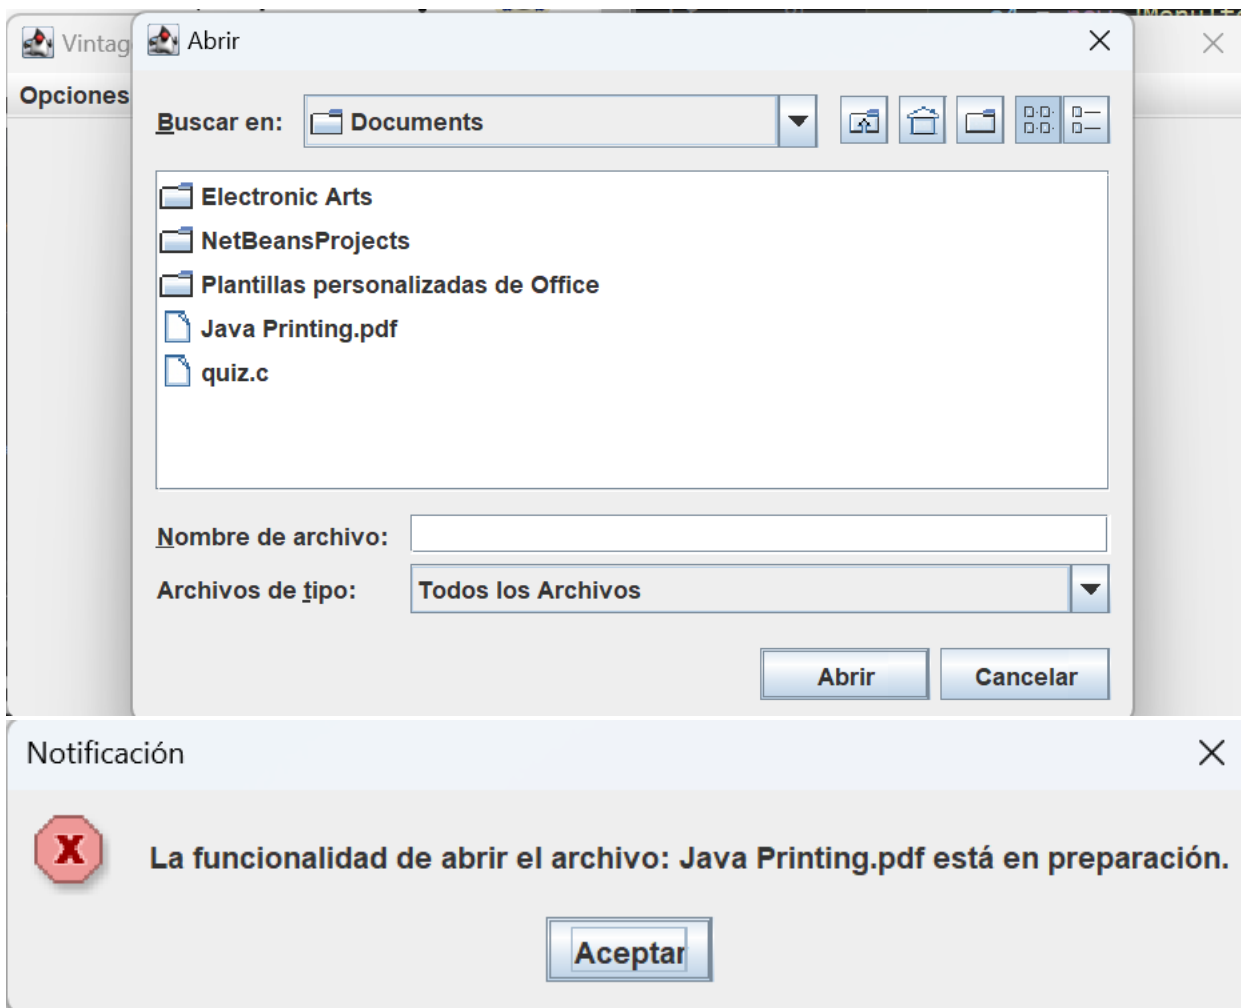 Vintag
Abrir
Opciones
Buscar en: Documents
Electronic Arts
NetBeansProjects
Plantillas personalizadas de Office
Java Printing.pdf
quiz.c
Nombre de archivo:
Archivos de tipo: Todos los Archivos
Abrir Cancelar
Notificación
La funcionalidad de abrir el archivo: Java Printing.pdf está en preparación.
Aceptar